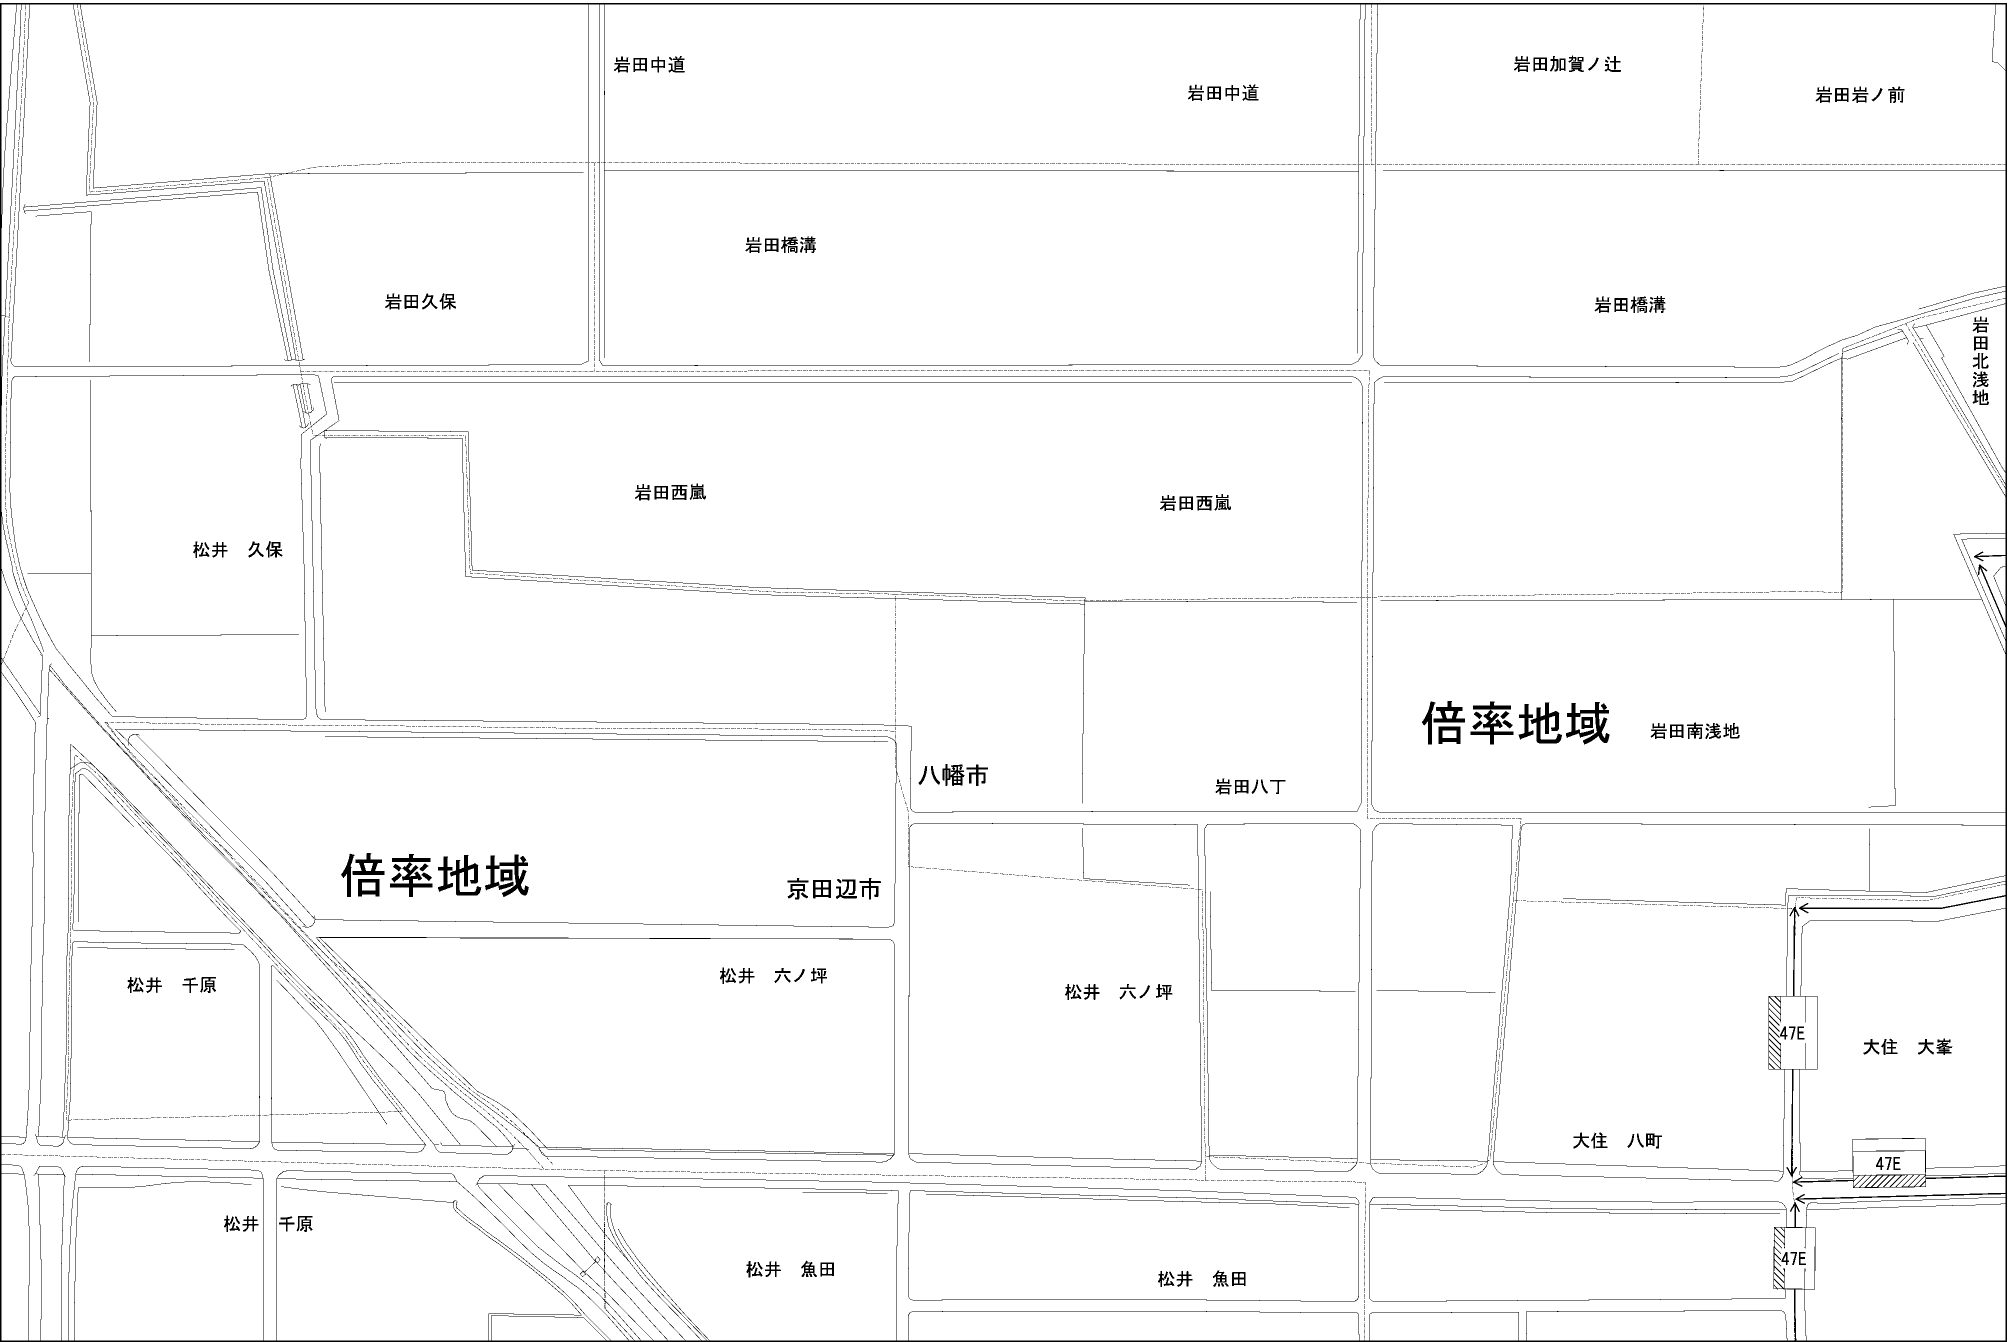 岩田中道
岩田加賀ノ辻
岩田中道
岩田岩ノ前
岩田橋溝
岩田久保
岩田橋溝
岩田北浅地
岩田西嵐
岩田西嵐
松井　久保
倍率地域
岩田南浅地
八幡市
岩田八丁
倍率地域
京田辺市
松井　千原
松井　六ノ坪
松井　六ノ坪
47E
大住　大峯
大住　八町
47E
松井　千原
松井　魚田
松井　魚田
47E